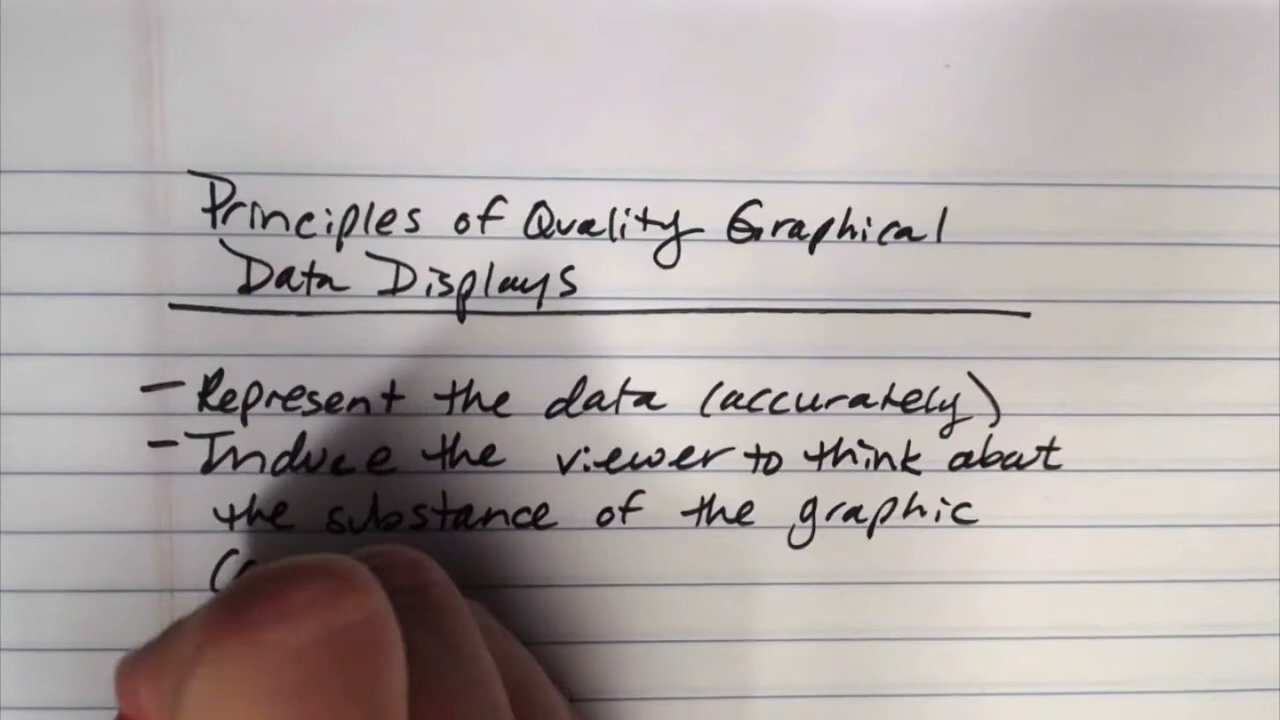 Principles of Quality Graphical
Data Displays
- Represent the data (accurately)
- Induce the viewer to think about
the substance of the graphic
(